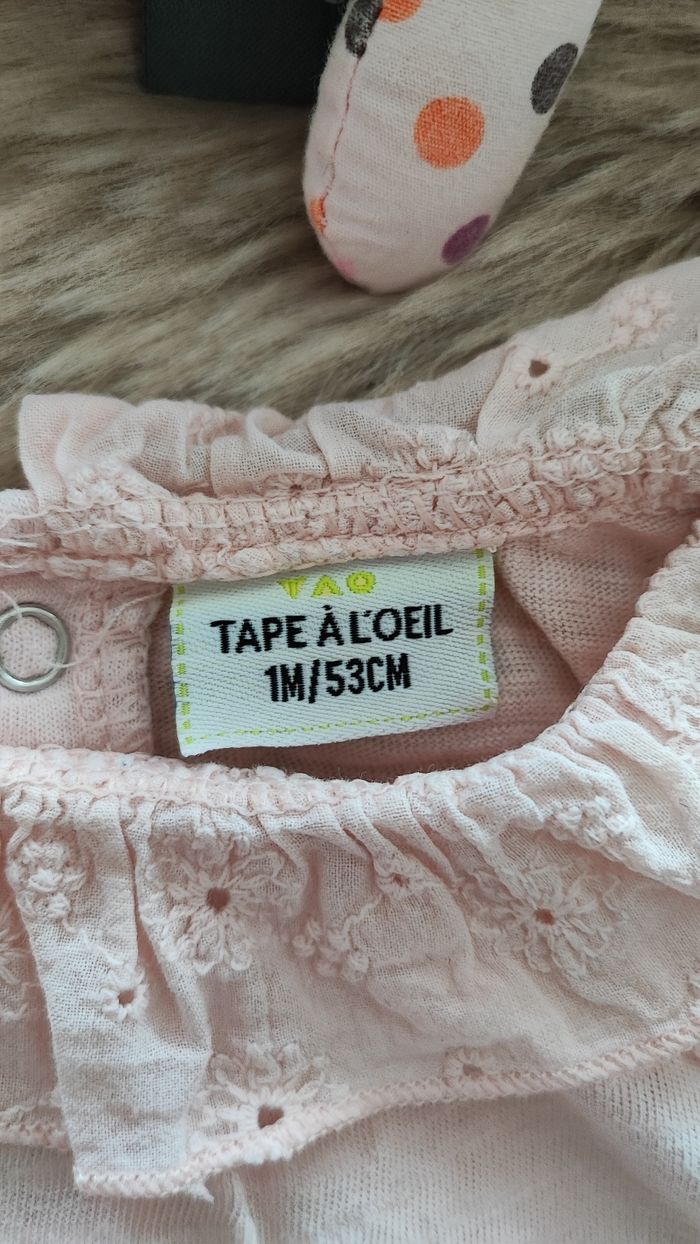 TAO
TAPE À L'OEIL
1M/53CM